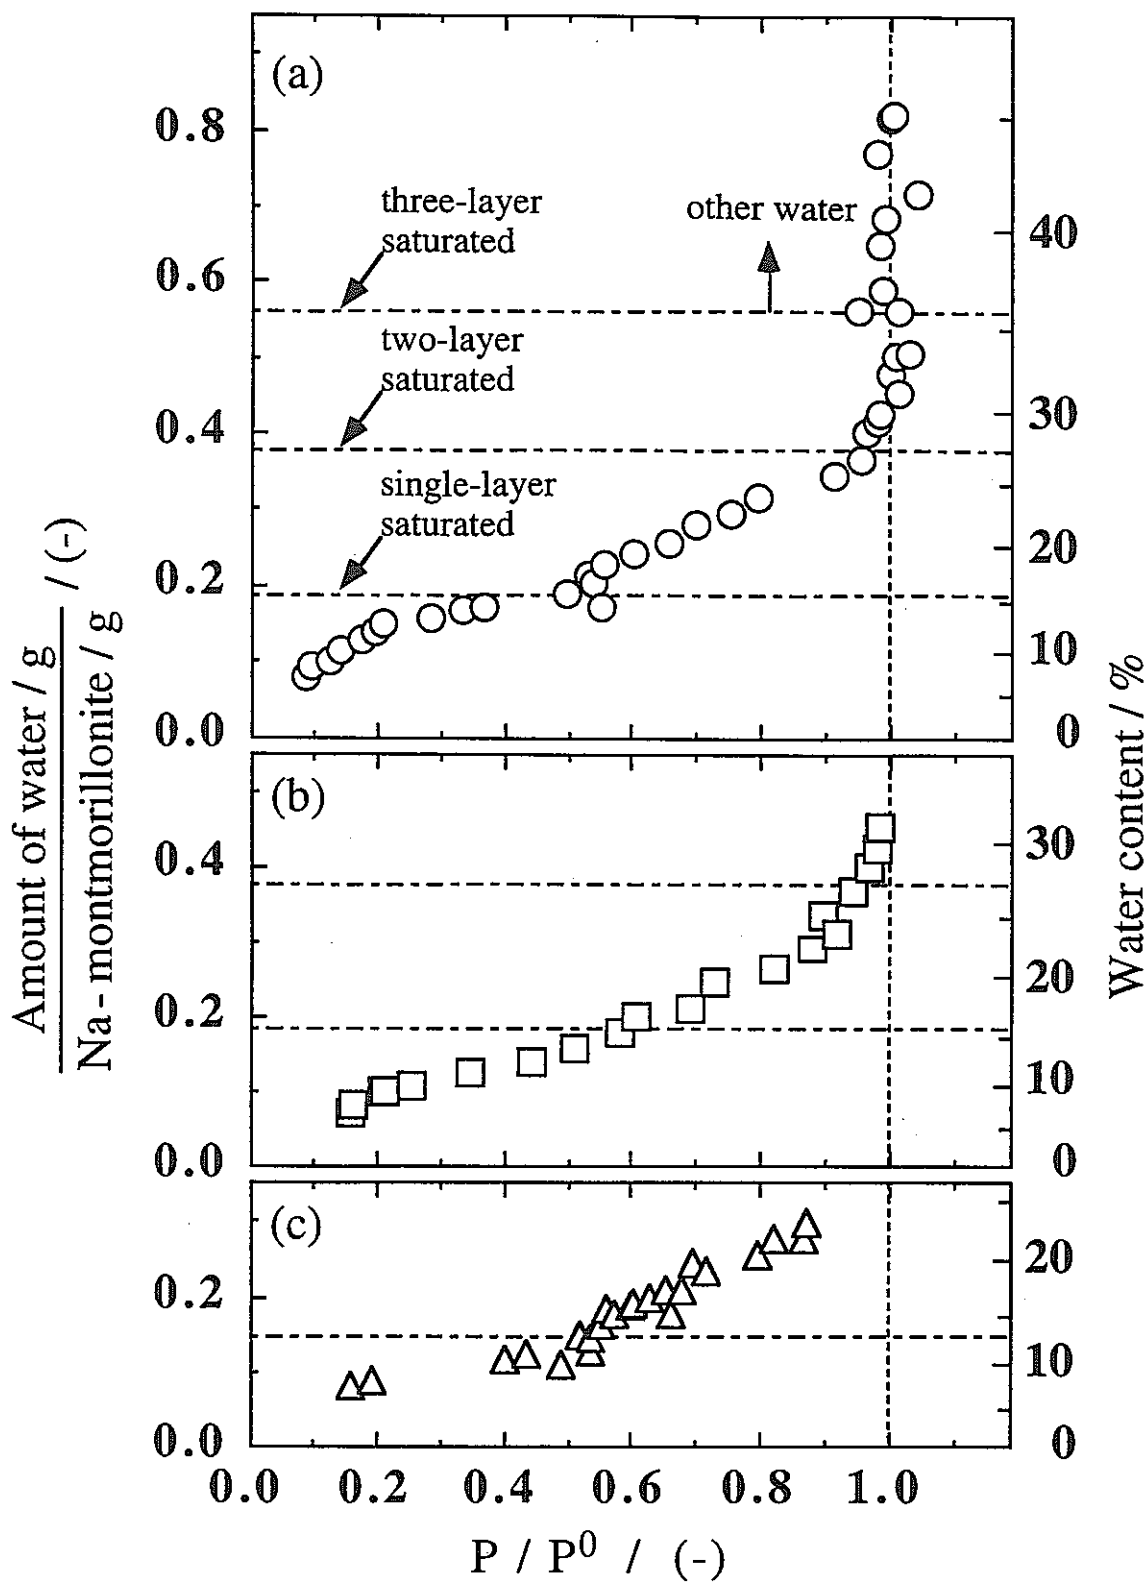 (a)
0.8
0.6
0.4
0.2
0.0
three-layer
saturated
two-layer
saturated
single-layer
saturated
other water
40
30
20
10
0
(b)
0.4
0.2
0.0
30
20
10
0
(c)
0.2
0.0
20
10
0
0.0 0.2 0.4 0.6 0.8 1.0
P / P⁰ / (-)
Amount of water / g
Na - montmorillonite / g
/ (-)
Water content / %